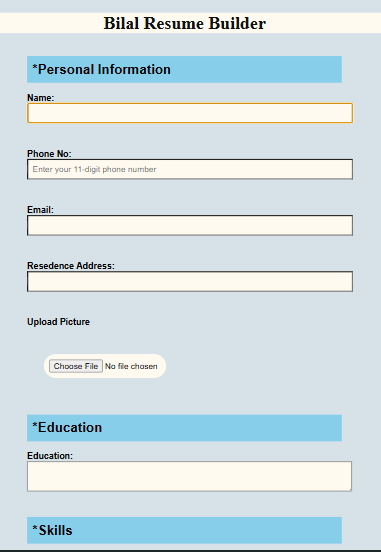 Bilal Resume Builder
*Personal Information
Name:
Phone No:
Enter your 11-digit phone number
Email:
Resedence Address:
Upload Picture
Choose File No file chosen
*Education
Education:
*Skills